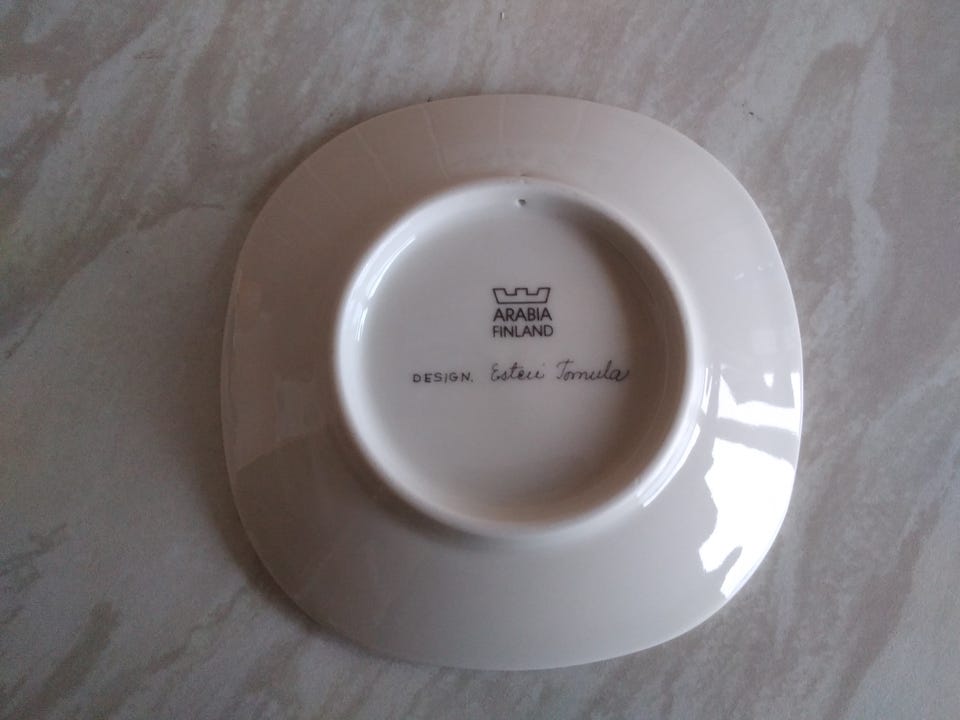 ARABIA
FINLAND
DESIGN. Esteri Tomula